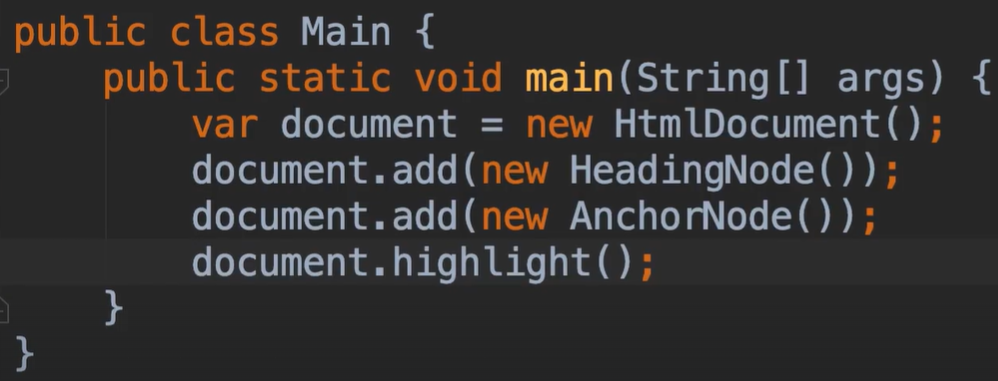 public class Main {
    public static void main(String[] args) {
        var document = new HtmlDocument();
        document.add(new HeadingNode());
        document.add(new AnchorNode());
        document.highlight();
    }
}